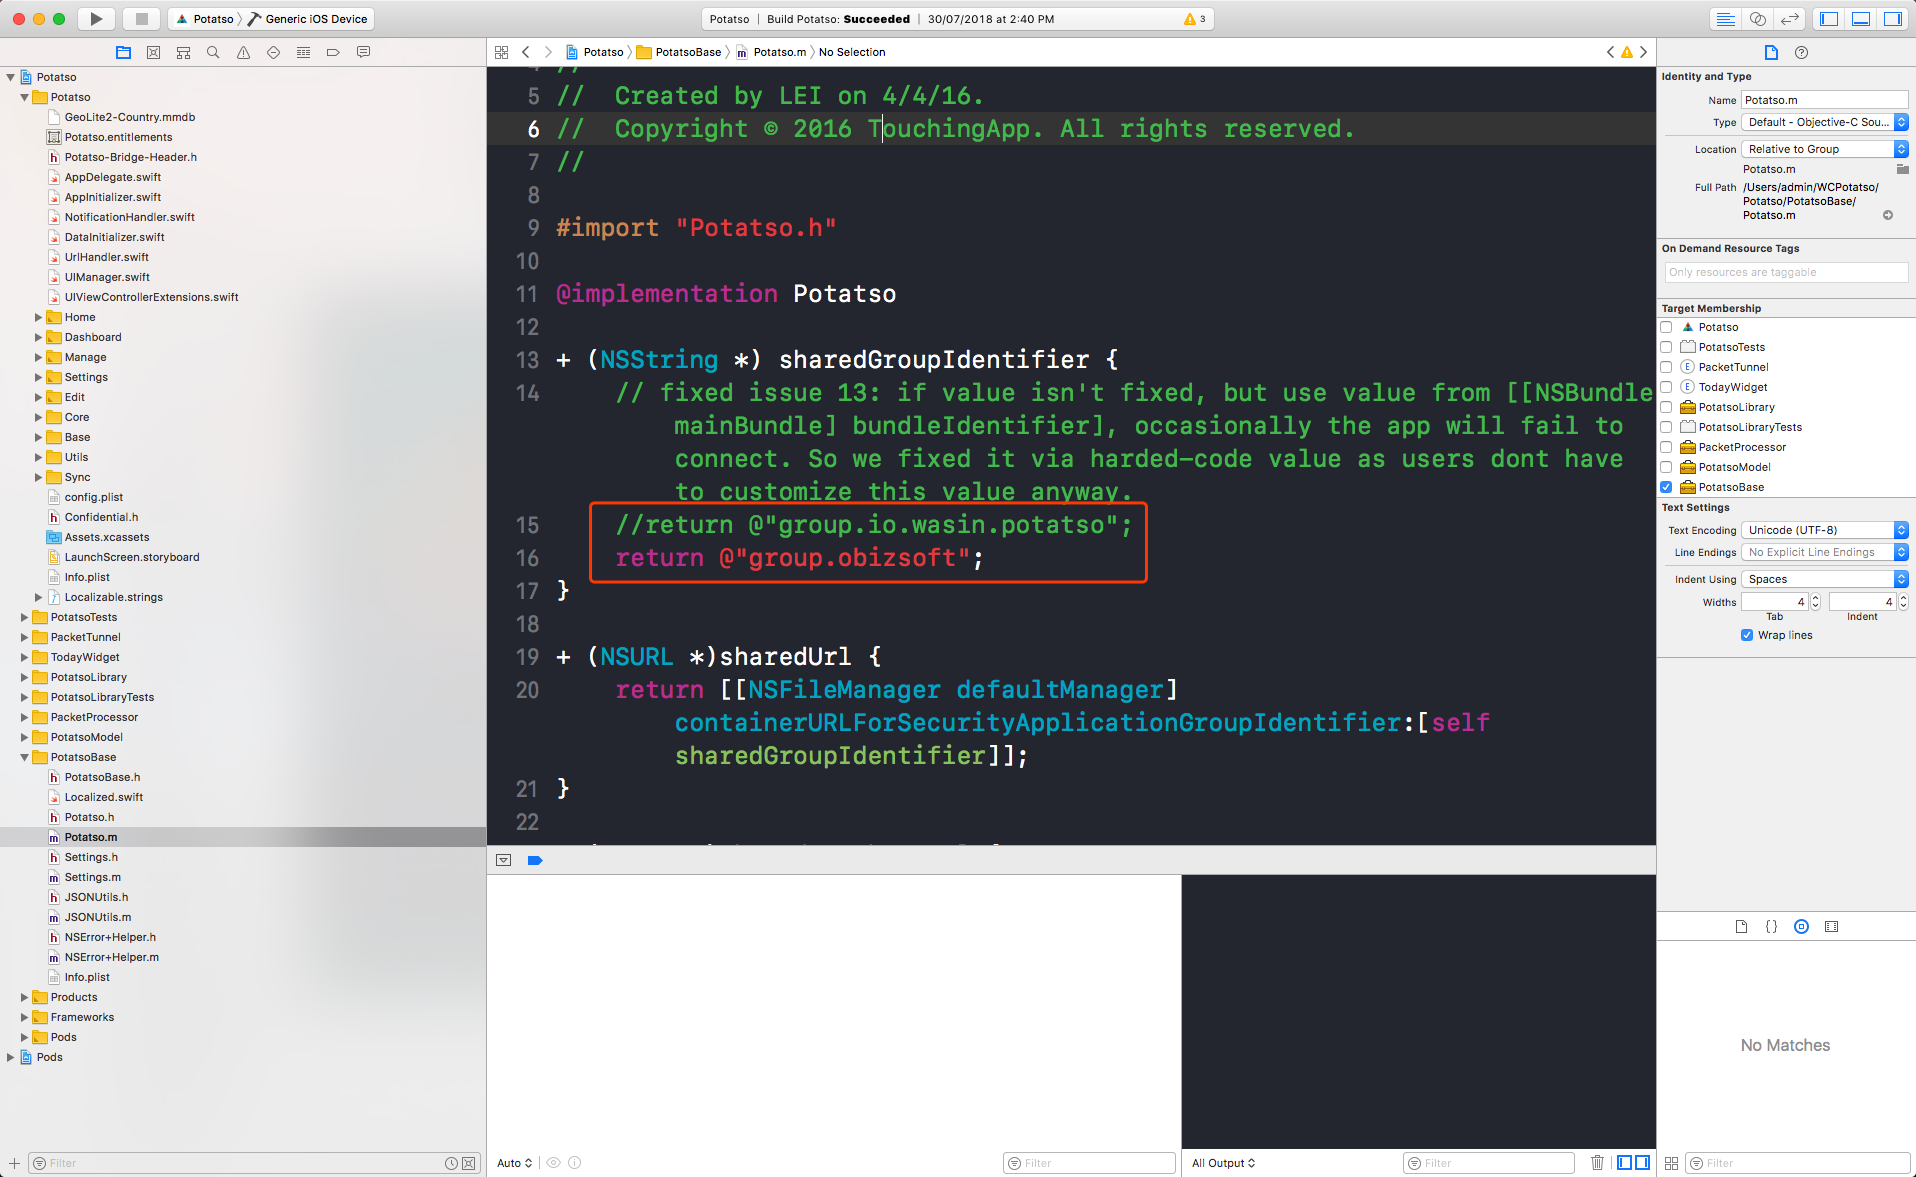 Potatso
Generic iOS Device
Potatso | Build Potatso: Succeeded | 30/07/2018 at 2:40 PM
3
Potatso
PotatsoBase
Potatso.m
No Selection
Potatso
Potatso
GeoLite2-Country.mmdb
Potatso.entitlements
Potatso-Bridge-Header.h
AppDelegate.swift
AppInitializer.swift
NotificationHandler.swift
DataInitializer.swift
UrlHandler.swift
UIManager.swift
UIViewControllerExtensions.swift
Home
Dashboard
Manage
Settings
Edit
Core
Base
Utils
Sync
config.plist
Confidential.h
Assets.xcassets
LaunchScreen.storyboard
Info.plist
Localizable.strings
PotatsoTests
PacketTunnel
TodayWidget
PotatsoLibrary
PotatsoLibraryTests
PacketProcessor
PotatsoModel
PotatsoBase
PotatsoBase.h
Localized.swift
Potatso.h
Potatso.m
Settings.h
Settings.m
JSONUtils.h
JSONUtils.m
NSError+Helper.h
NSError+Helper.m
Info.plist
Products
Frameworks
Pods
Pods
Filter
5 //  Created by LEI on 4/4/16.
6 //  Copyright © 2016 TouchingApp. All rights reserved.
7 //
8
9 #import "Potatso.h"
10
11 @implementation Potatso
12
13 + (NSString *) sharedGroupIdentifier {
14 // fixed issue 13: if value isn't fixed, but use value from [[NSBundle
mainBundle] bundleIdentifier], occasionally the app will fail to
connect. So we fixed it via harded-code value as users dont have
to customize this value anyway.
15 //return @"group.io.wasin.potatso";
16 return @"group.obizsoft";
17 }
18
19 + (NSURL *)sharedUrl {
20 return [[NSFileManager defaultManager]
containerURLForSecurityApplicationGroupIdentifier:[self
sharedGroupIdentifier]];
21 }
22
Auto
Filter
All Output
Filter
Identity and Type
Name Potatso.m
Type Default - Objective-C Sou...
Location Relative to Group
Potatso.m
Full Path /Users/admin/WCPotatso/
Potatso/PotatsoBase/
Potatso.m
On Demand Resource Tags
Only resources are taggable
Target Membership
Potatso
PotatsoTests
PacketTunnel
TodayWidget
PotatsoLibrary
PotatsoLibraryTests
PacketProcessor
PotatsoModel
PotatsoBase
Text Settings
Text Encoding Unicode (UTF-8)
Line Endings No Explicit Line Endings
Indent Using Spaces
Widths 4 4
Tab Indent
Wrap lines
No Matches
Filter